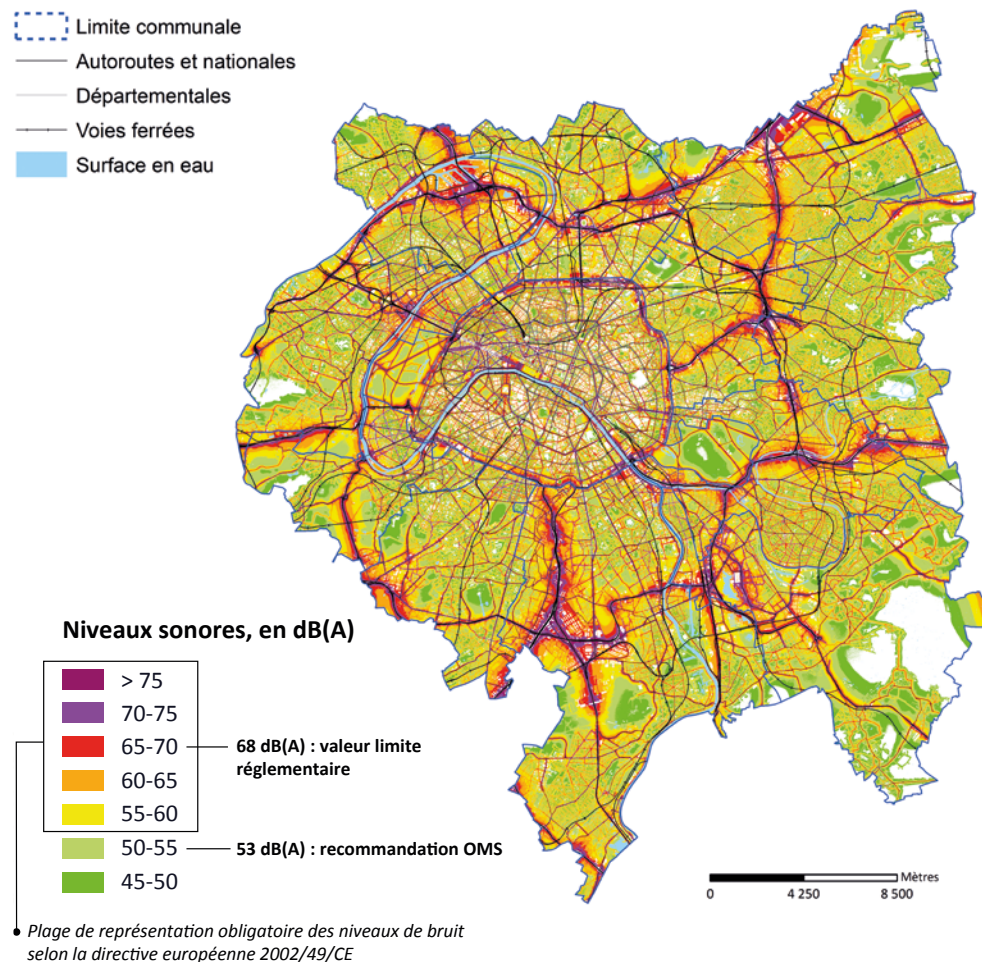 Limite communale
Autoroutes et nationales
Départementales
Voies ferrées
Surface en eau
Niveaux sonores, en dB(A)
> 75
70-75
65-70
68 dB(A) : valeur limite
réglementaire
60-65
55-60
50-55
53 dB(A) : recommandation OMS
45-50
Mètres
0 4 250 8 500
Plage de représentation obligatoire des niveaux de bruit
selon la directive européenne 2002/49/CE